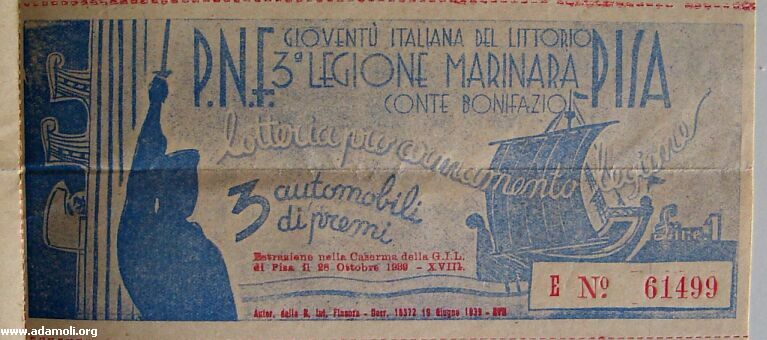 GIOVENTÙ ITALIANA DEL LITTORIO
P.N.F. 3ª LEGIONE MARINARA PISA
CONTE BONIFAZIO
lotteria pro armamento legione
3 automobili
di premi
Lire 1
Estrazione nella Caserma della G.I.L.
di Pisa il 28 Ottobre 1939 - XVIII.
E Nº 61499
Autor. della R. Int. Finanza - Decr. 18372 19 Giugno 1939 - XVII
www.adamoli.org